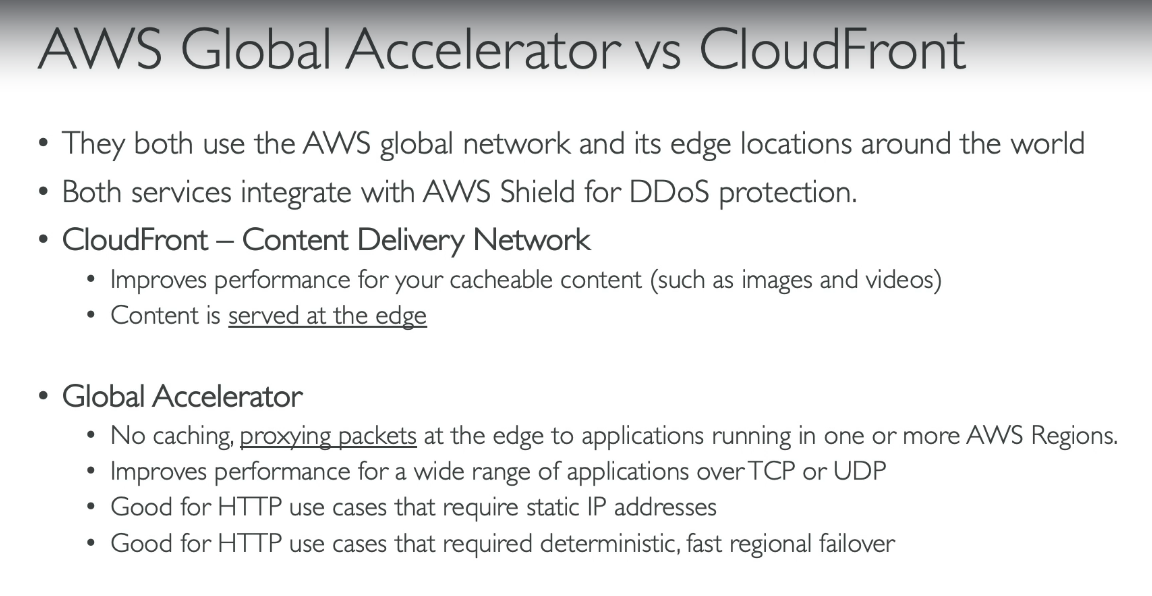 AWS Global Accelerator vs CloudFront
• They both use the AWS global network and its edge locations around the world
• Both services integrate with AWS Shield for DDoS protection.
• CloudFront – Content Delivery Network
• Improves performance for your cacheable content (such as images and videos)
• Content is served at the edge
• Global Accelerator
• No caching, proxying packets at the edge to applications running in one or more AWS Regions.
• Improves performance for a wide range of applications over TCP or UDP
• Good for HTTP use cases that require static IP addresses
• Good for HTTP use cases that required deterministic, fast regional failover